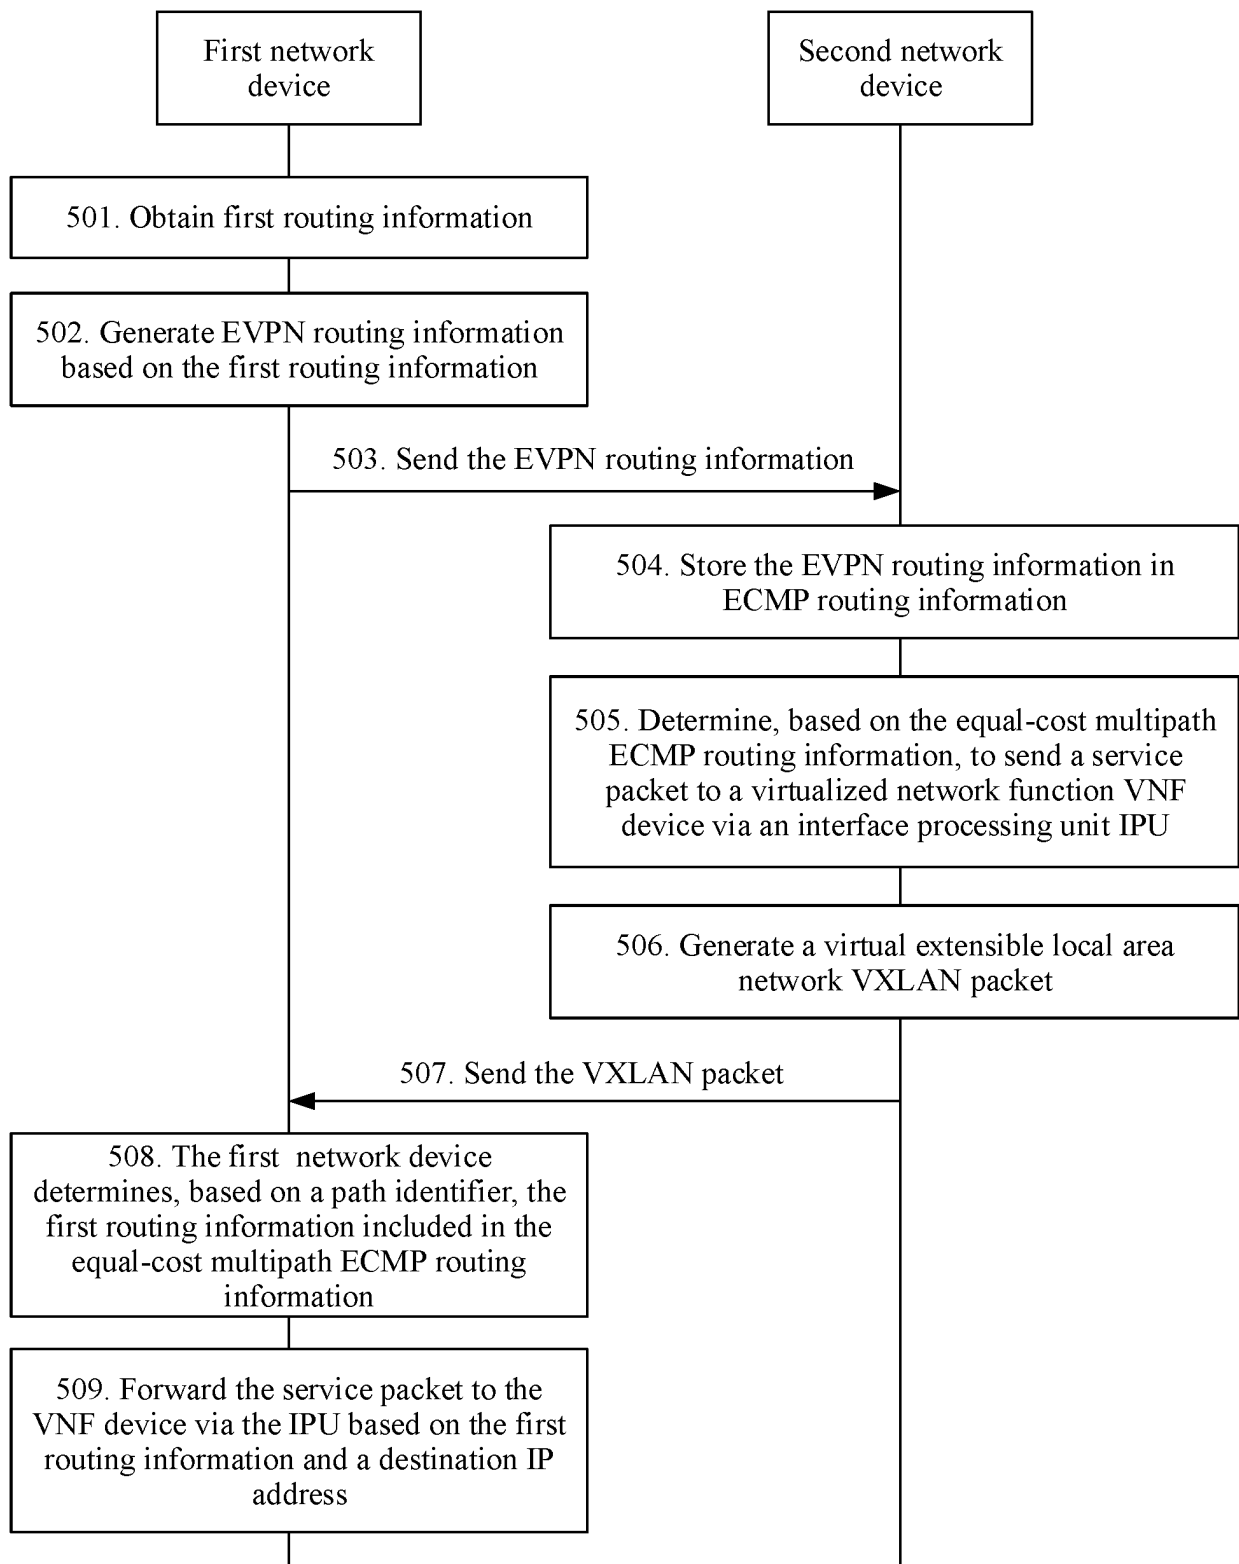 First network
device
Second network
device
501. Obtain first routing information
502. Generate EVPN routing information
based on the first routing information
503. Send the EVPN routing information
504. Store the EVPN routing information in
ECMP routing information
505. Determine, based on the equal-cost multipath
ECMP routing information, to send a service
packet to a virtualized network function VNF
device via an interface processing unit IPU
506. Generate a virtual extensible local area
network VXLAN packet
507. Send the VXLAN packet
508. The first network device
determines, based on a path identifier, the
first routing information included in the
equal-cost multipath ECMP routing
information
509. Forward the service packet to the
VNF device via the IPU based on the first
routing information and a destination IP
address